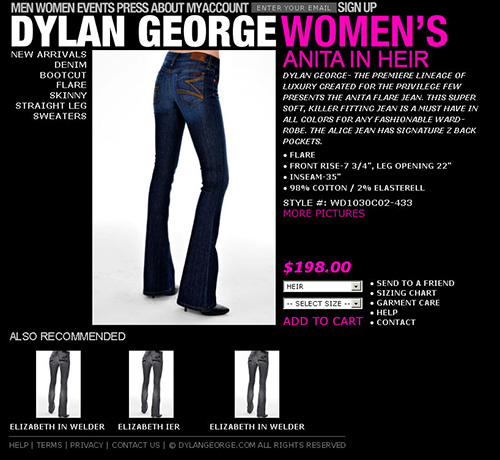 MEN WOMEN EVENTS PRESS ABOUT MYACCOUNT ENTER YOUR EMAIL SIGN UP
DYLAN GEORGE WOMEN'S
ANITA IN HEIR
NEW ARRIVALS
DENIM
BOOTCUT
FLARE
SKINNY
STRAIGHT LEG
SWEATERS
DYLAN GEORGE- THE PREMIERE LINEAGE OF
LUXURY CREATED FOR THE PRIVILEGE FEW
PRESENTS THE ANITA FLARE JEAN. THIS SUPER
SOFT, KILLER FITTING JEAN IS A MUST HAVE IN
ALL COLORS FOR ANY FASHIONABLE WARD-
ROBE. THE ALICE JEAN HAS SIGNATURE Z BACK
POCKETS.
• FLARE
• FRONT RISE-7 3/4", LEG OPENING 22"
• INSEAM-35"
• 98% COTTON / 2% ELASTERELL
STYLE #: WD1030C02-433
MORE PICTURES
$198.00
HEIR
-- SELECT SIZE --
ADD TO CART
• SEND TO A FRIEND
• SIZING CHART
• GARMENT CARE
• HELP
• CONTACT
ALSO RECOMMENDED
ELIZABETH IN WELDER
ELIZABETH IER
ELIZABETH IN WELDER
HELP | TERMS | PRIVACY | CONTACT US | © DYLANGEORGE.COM ALL RIGHTS RESERVED